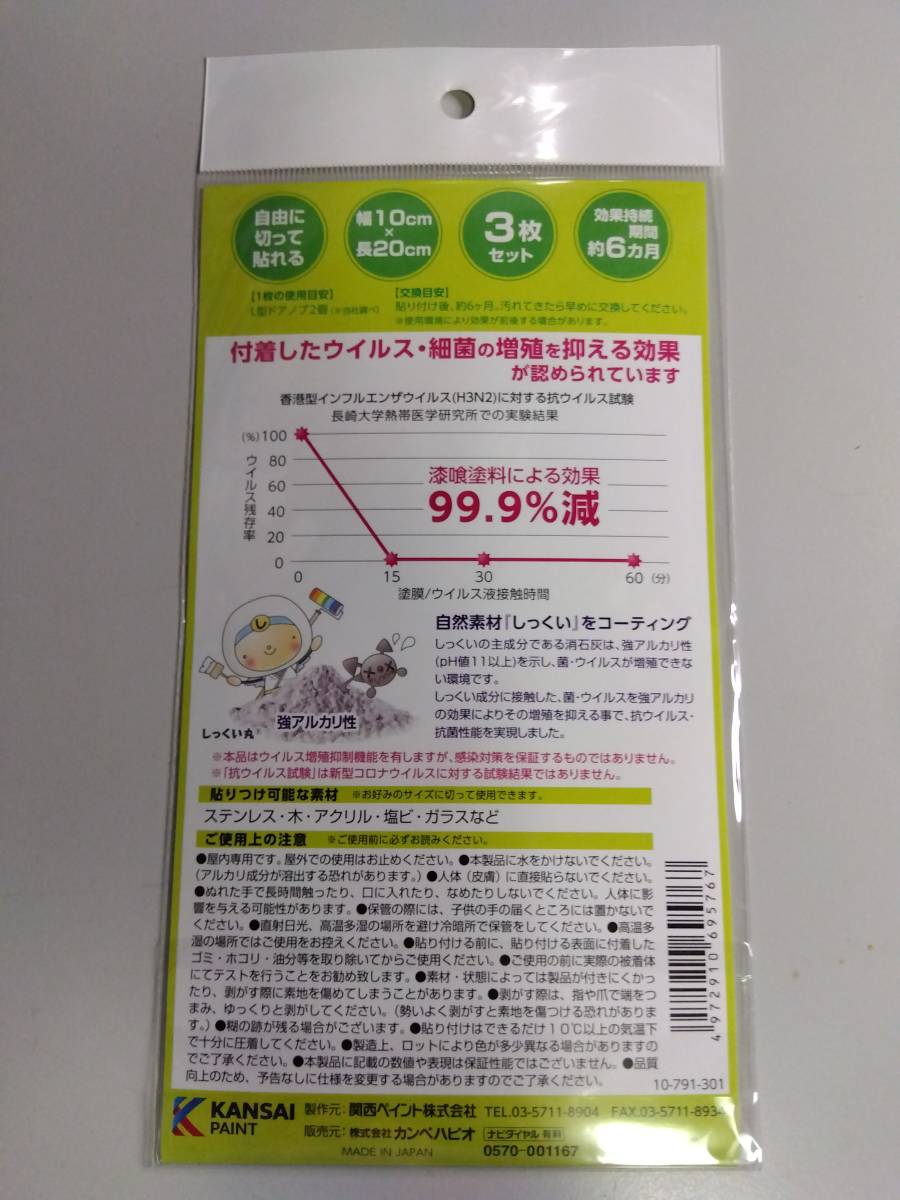 自由に
切って
貼れる
幅10cm
×
長20cm
3枚
セット
効果持続
期間
約6カ月
【1枚の使用目安】
L型ドアノブ2個(※当社調べ)
【交換目安】
貼り付け後、約6ヶ月。汚れてきたら早めに交換してください。
※使用環境により効果が前後する場合があります。
付着したウイルス・細菌の増殖を抑える効果
が認められています
香港型インフルエンザウイルス(H3N2)に対する抗ウイルス試験
長崎大学熱帯医学研究所での実験結果
(%)100
80
60
40
20
0
ウイルス残存率
漆喰塗料による効果
99.9%減
0 15 30 60 (分)
塗膜/ウイルス液接触時間
自然素材『しっくい』をコーティング
しっくいの主成分である消石灰は、強アルカリ性
(pH値11以上)を示し、菌・ウイルスが増殖できな
い環境です。
しっくい成分に接触した、菌・ウイルスを強アルカリ
の効果によりその増殖を抑える事で、抗ウイルス・
抗菌性能を実現しました。
強アルカリ性
しっくい丸®
※本品はウイルス増殖抑制機能を有しますが、感染対策を保証するものではありません。
※「抗ウイルス試験」は新型コロナウイルスに対する試験結果ではありません。
貼りつけ可能な素材 ※お好みのサイズに切って使用できます。
ステンレス・木・アクリル・塩ビ・ガラスなど
ご使用上の注意 ※ご使用前に必ずお読みください。
●屋内専用です。屋外での使用はお止めください。●本製品に水をかけないでください。
(アルカリ成分が溶出する恐れがあります。)●人体(皮膚)に直接貼らないでください。
●ぬれた手で長時間触ったり、口に入れたり、なめたりしないでください。人体に影
響を与える可能性があります。●保管の際には、子供の手の届くところには置かないで
ください。●直射日光、高温多湿の場所を避け冷暗所で保管をしてください。●高温多
湿の場所ではご使用をお控えください。●貼り付ける前に、貼り付ける表面に付着した
ゴミ・ホコリ・油分等を取り除いてからご使用ください。●ご使用の前に実際の被着体
にてテストを行うことをお勧め致します。●素材・状態によっては製品が付きにくかっ
たり、剥がす際に素地を傷めてしまうことがあります。●剥がす際は、指や爪で端をつ
まみ、ゆっくりと剥がしてください。(勢いよく剥がすと素地を傷つける恐れがありま
す。)●糊の跡が残る場合がございます。●貼り付けはできるだけ10℃以上の気温下
で十分に圧着してください。●製造上、ロットにより色が多少異なる場合がありますの
でご了承ください。●本製品に記載の数値や表現は保証性能ではございません。●品質
向上のため、予告なしに仕様を変更する場合がありますのでご了承ください。
4972910695767
10-791-301
KANSAI
PAINT
製作元:関西ペイント株式会社 TEL.03-5711-8904 FAX.03-5711-8934
販売元:株式会社カンペハピオ ナビダイヤル 有料
MADE IN JAPAN 0570-001167